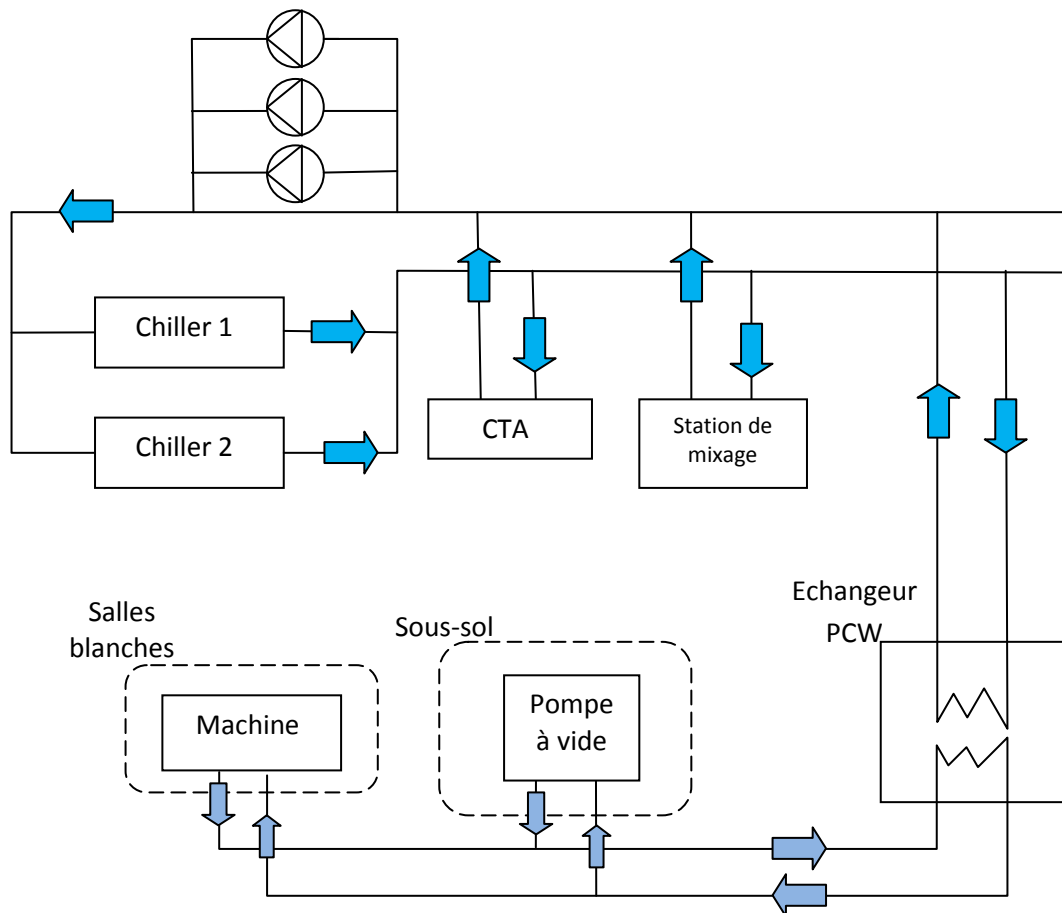 Chiller 1
Chiller 2
CTA
Station de
mixage
Echangeur
PCW
Salles
blanches
Sous-sol
Machine
Pompe
à vide